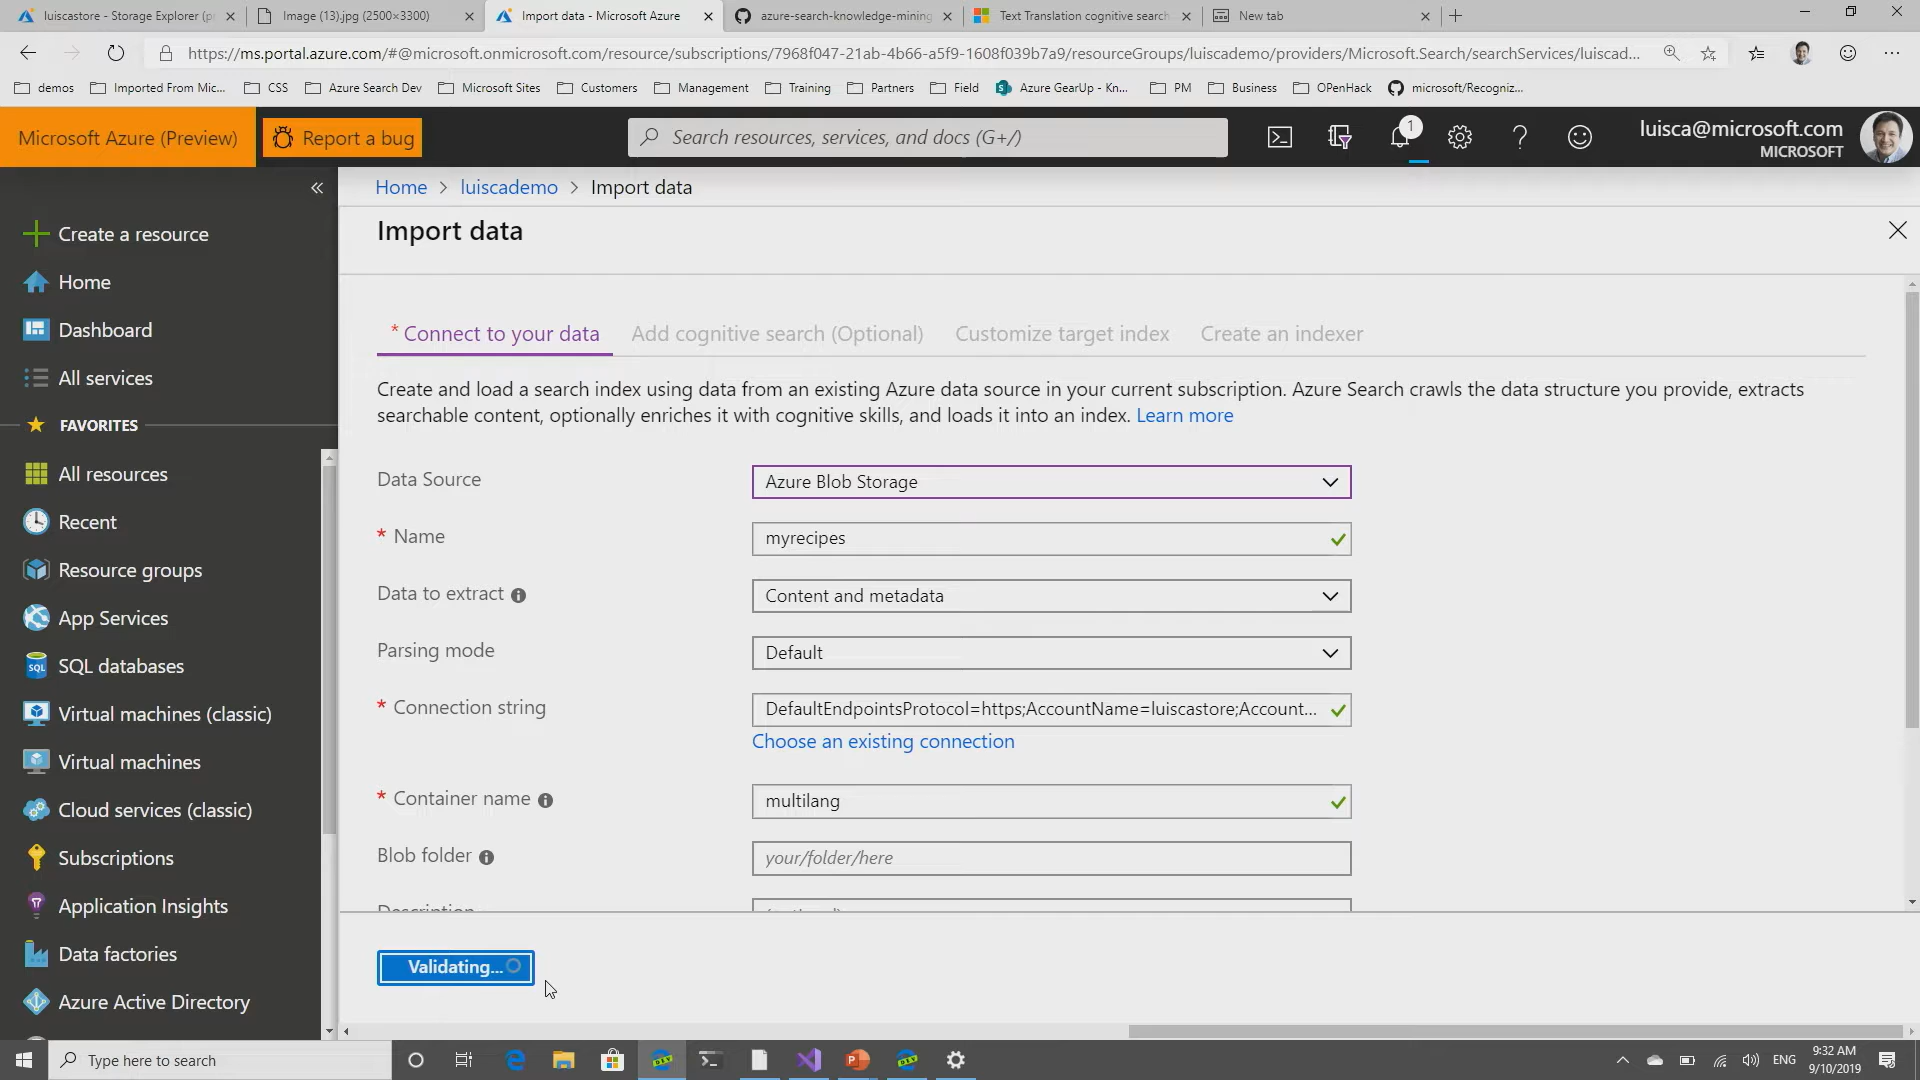 luiscastore - Storage Explorer (pr
Image (13).jpg (2500×3300)
Import data - Microsoft Azure
azure-search-knowledge-mining
Text Translation cognitive search
New tab
https://ms.portal.azure.com/#@microsoft.onmicrosoft.com/resource/subscriptions/7968f047-21ab-4b66-a5f9-1608f039b7a9/resourceGroups/luiscademo/providers/Microsoft.Search/searchServices/luiscad...
demos
Imported From Mic...
CSS
Azure Search Dev
Microsoft Sites
Customers
Management
Training
Partners
Field
Azure GearUp - Kn...
PM
Business
OPenHack
microsoft/Recogniz...
Microsoft Azure (Preview)
Report a bug
Search resources, services, and docs (G+/)
1
luisca@microsoft.com
MICROSOFT
Create a resource
Home
Dashboard
All services
FAVORITES
All resources
Recent
Resource groups
App Services
SQL databases
Virtual machines (classic)
Virtual machines
Cloud services (classic)
Subscriptions
Application Insights
Data factories
Azure Active Directory
Home > luiscademo > Import data
Import data
* Connect to your data
Add cognitive search (Optional)
Customize target index
Create an indexer
Create and load a search index using data from an existing Azure data source in your current subscription. Azure Search crawls the data structure you provide, extracts
searchable content, optionally enriches it with cognitive skills, and loads it into an index. Learn more
Data Source
Azure Blob Storage
* Name
myrecipes
Data to extract
Content and metadata
Parsing mode
Default
* Connection string
DefaultEndpointsProtocol=https;AccountName=luiscastore;Account...
Choose an existing connection
* Container name
multilang
Blob folder
your/folder/here
Description
Validating...
Type here to search
ENG
9:32 AM
9/10/2019